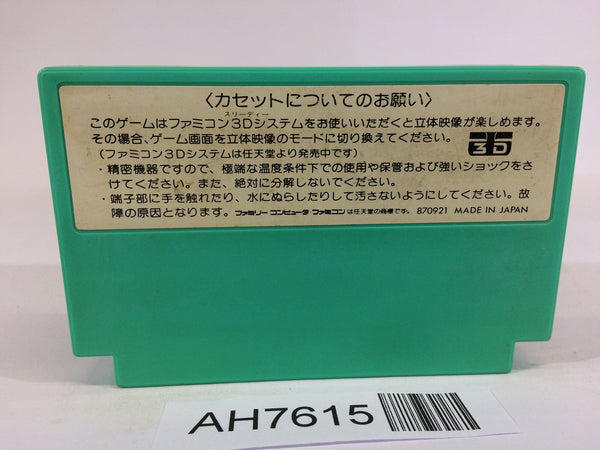 〈カセットについてのお願い〉
スリーディー
このゲームはファミコン3Dシステムをお使いいただくと立体映像が楽しめます。
その場合、ゲーム画面を立体映像のモードに切り換えてください。
3D
(ファミコン3Dシステムは任天堂より発売中です)
・精密機器ですので、極端な温度条件下での使用や保管および強いショックをさ
けてください。また、絶対に分解しないでください。
・端子部に手を触れたり、水にぬらしたりして汚さないようにしてください。故
障の原因となります。 ファミリーコンピュータ ファミコンは任天堂の商標です。 870921 MADE IN JAPAN
AH7615